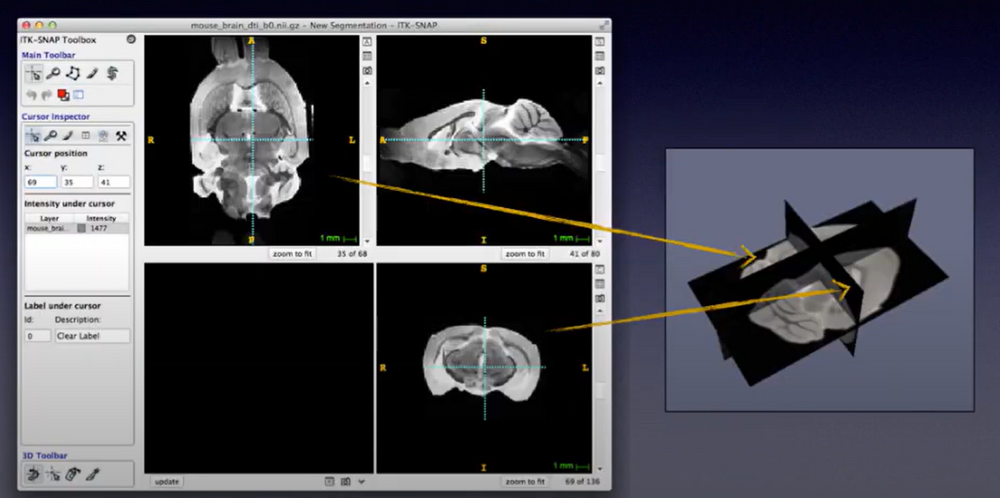 mouse_brain_dti_b0.nii.gz - New Segmentation - ITK-SNAP
ITK-SNAP Toolbox
Main Toolbar
Cursor Inspector
Cursor position
x: y: z:
69 35 41
Intensity under cursor
Layer Intensity
mouse_brai... 1477
Label under cursor
Id: Description:
0 Clear Label
3D Toolbar
A
R L
P
1 mm
zoom to fit 35 of 68
S
A P
I
1 mm
zoom to fit 41 of 80
update
S
R L
I
1 mm
zoom to fit 69 of 136